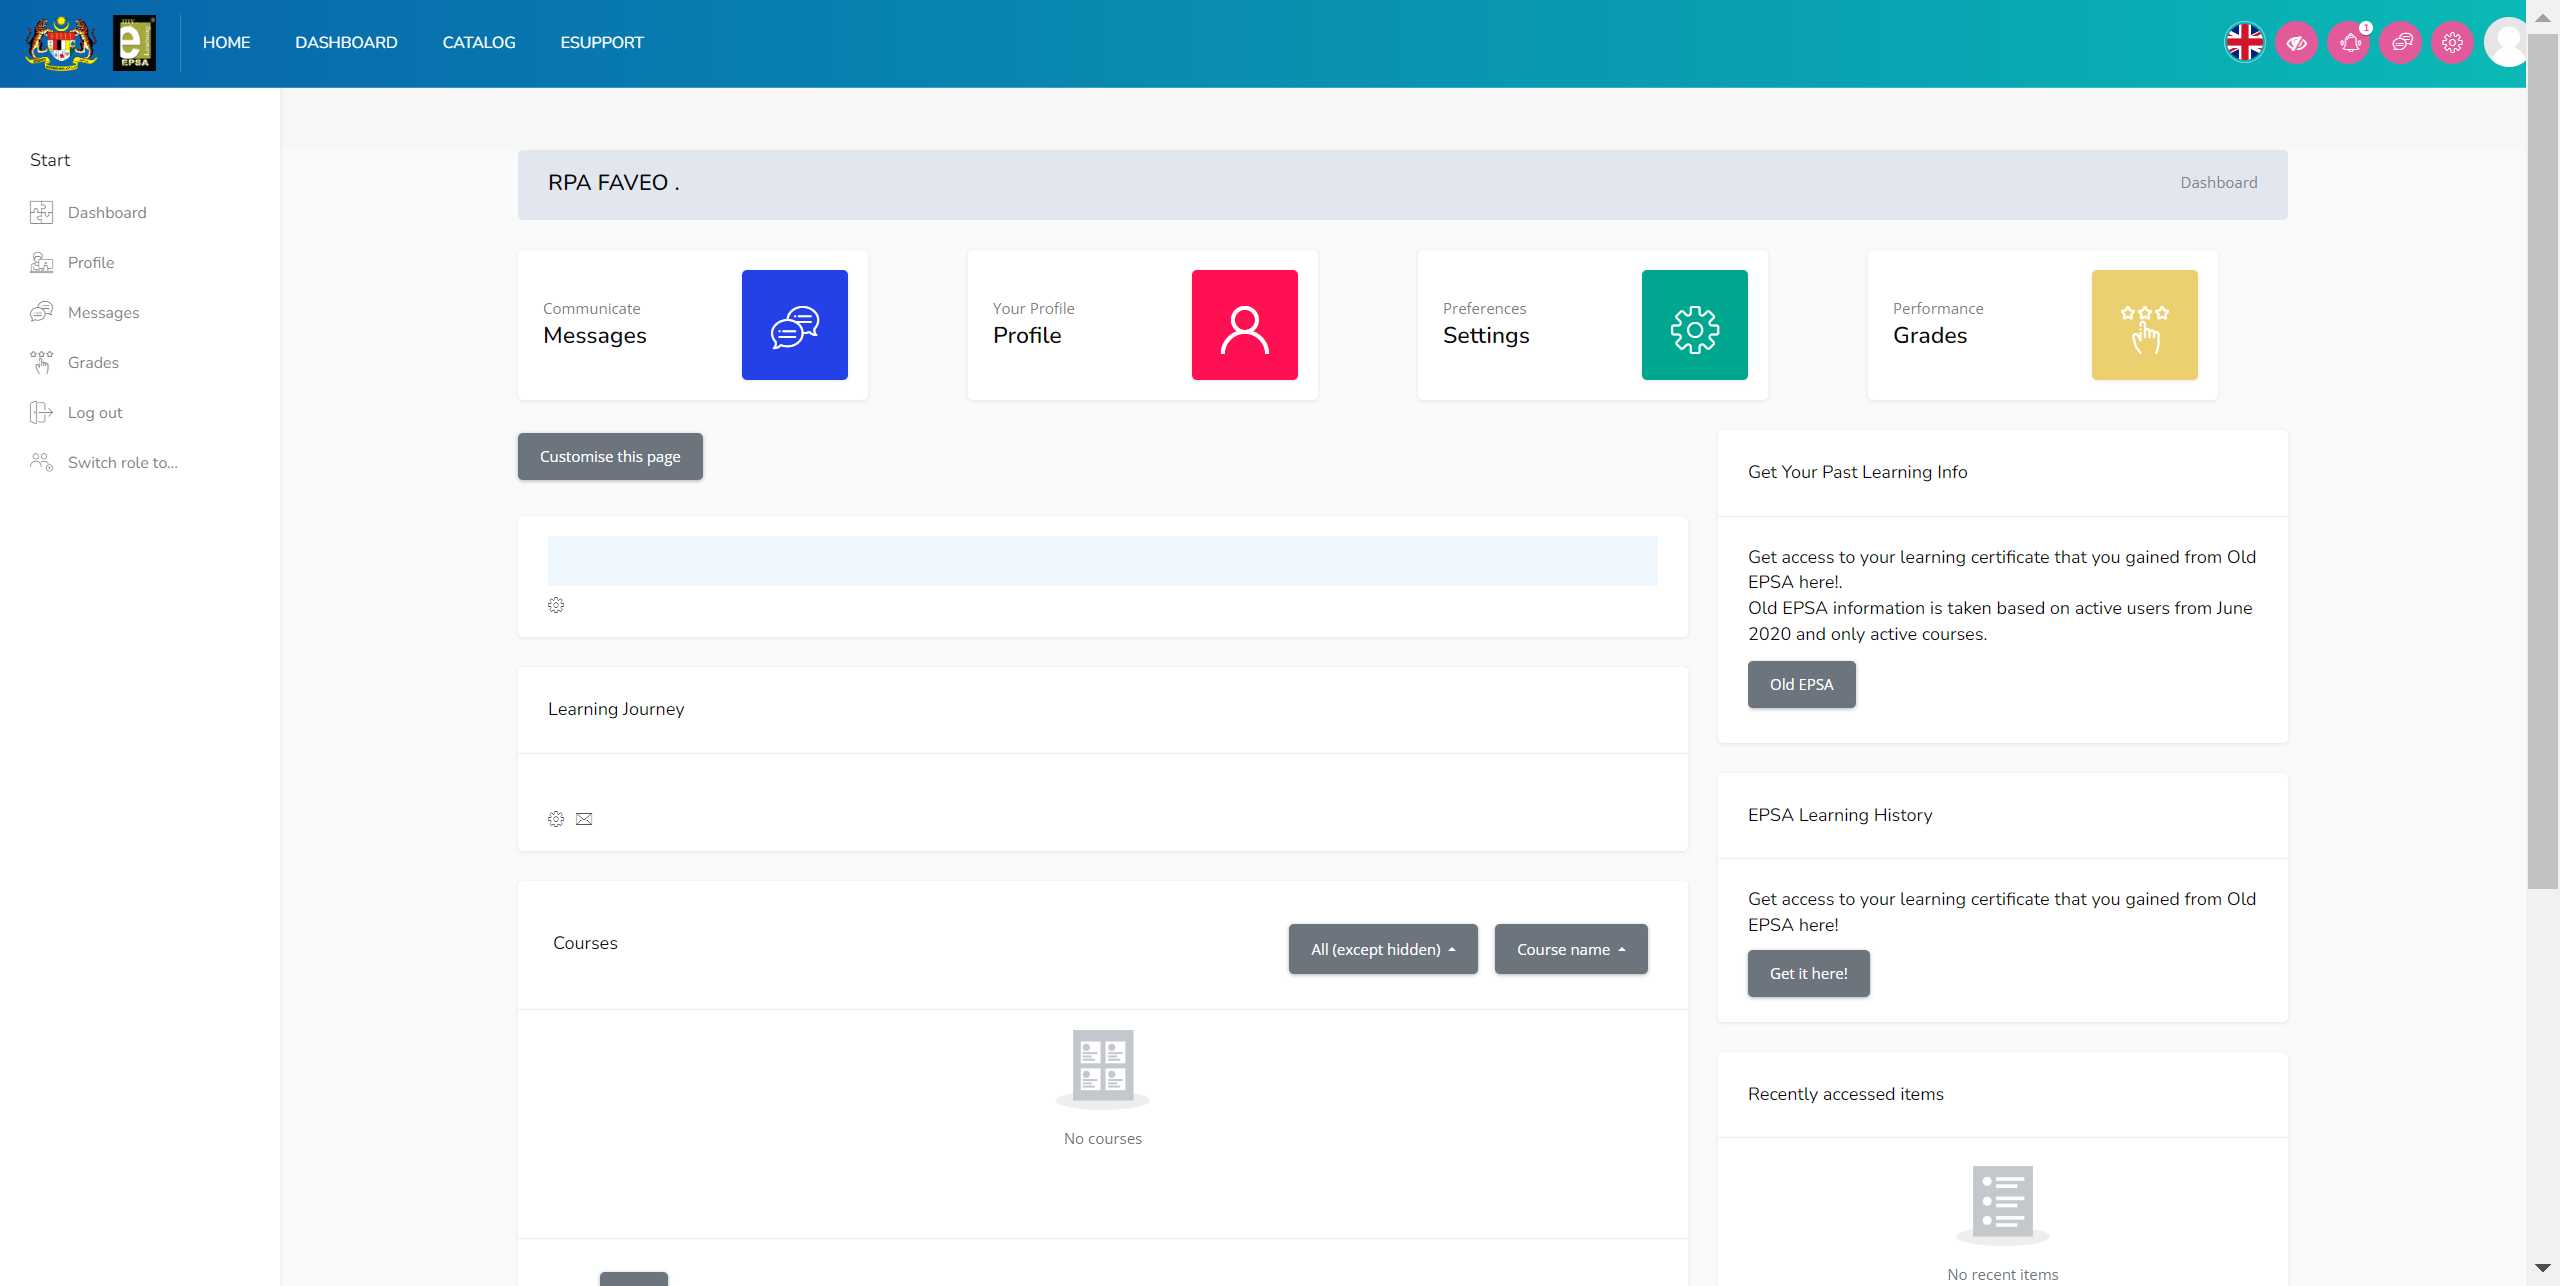 my
e
EPSA
HOME
DASHBOARD
CATALOG
ESUPPORT
1
Start
Dashboard
Profile
Messages
Grades
Log out
Switch role to...
RPA FAVEO .
Dashboard
Communicate
Messages
Your Profile
Profile
Preferences
Settings
Performance
Grades
Customise this page
Learning Journey
Courses
All (except hidden)
Course name
No courses
Get Your Past Learning Info
Get access to your learning certificate that you gained from Old
EPSA here!.
Old EPSA information is taken based on active users from June
2020 and only active courses.
Old EPSA
EPSA Learning History
Get access to your learning certificate that you gained from Old
EPSA here!
Get it here!
Recently accessed items
No recent items